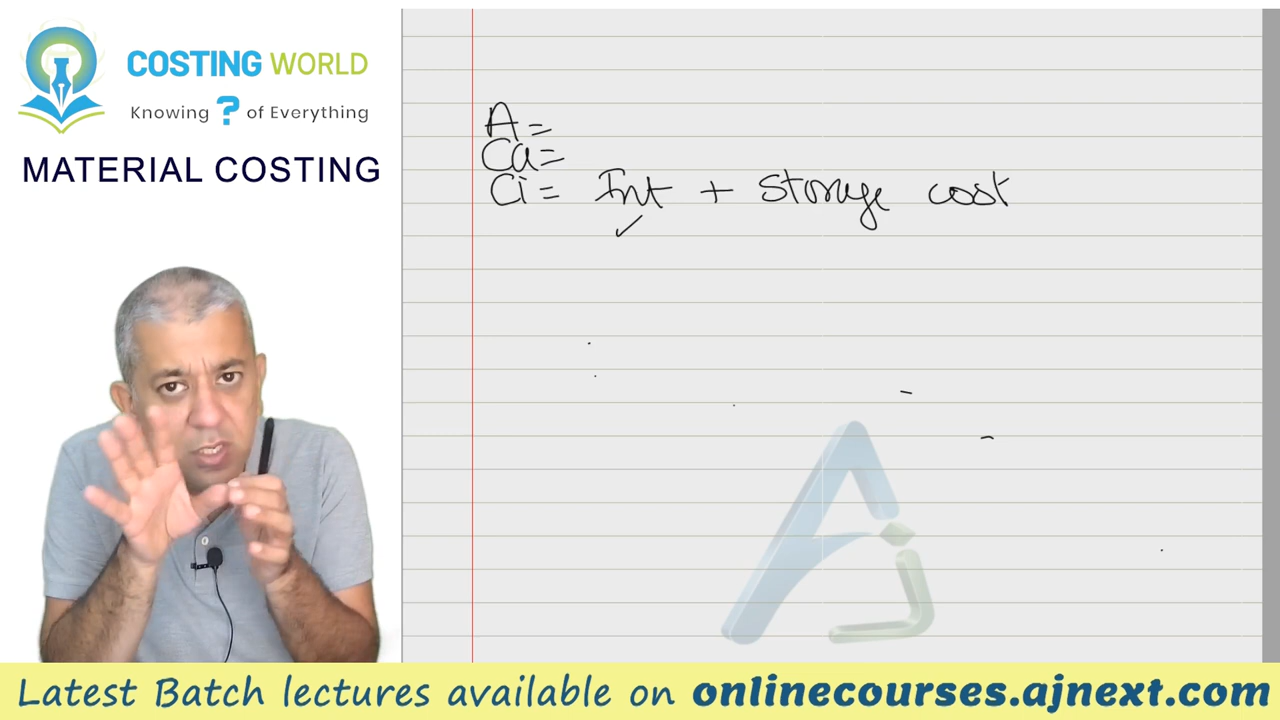 COSTING WORLD
Knowing ? of Everything
MATERIAL COSTING
A =
Ca =
Ci = Int + Storage cost
Latest Batch lectures available on onlinecourses.ajnext.com